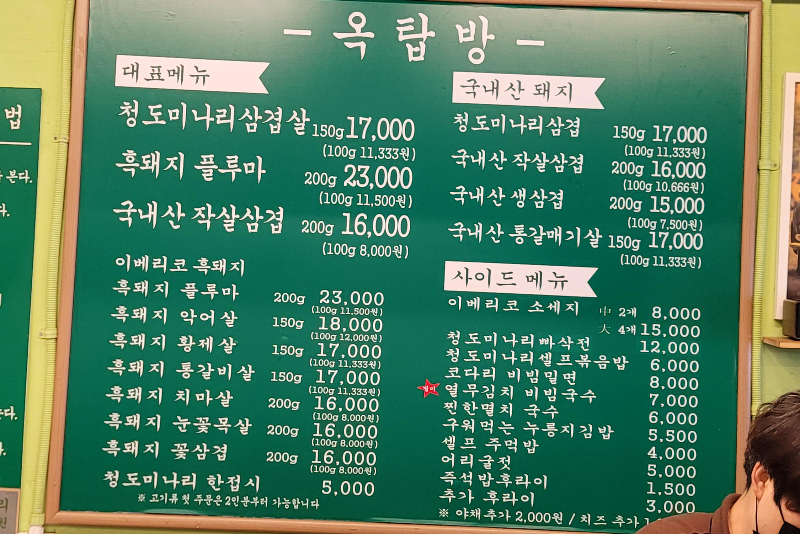 - 옥탑방 -
대표메뉴
청도미나리삼겹살 150g 17,000
(100g 11,333원)
흑돼지 플루마 200g 23,000
(100g 11,500원)
국내산 작살삼겹 200g 16,000
(100g 8,000원)
이베리코 흑돼지
흑돼지 플루마 200g 23,000
(100g 11,500원)
흑돼지 악어살 150g 18,000
(100g 12,000원)
흑돼지 황제살 150g 17,000
(100g 11,333원)
흑돼지 통갈비살 150g 17,000
(100g 11,333원)
흑돼지 치마살 200g 16,000
(100g 8,000원)
흑돼지 눈꽃목살 200g 16,000
(100g 8,000원)
흑돼지 꽃삼겹 200g 16,000
(100g 8,000원)
청도미나리 한접시 5,000
※ 고기류 첫 주문은 2인분부터 가능합니다
국내산 돼지
청도미나리삼겹 150g 17,000
(100g 11,333원)
국내산 작살삼겹 200g 16,000
(100g 10,666원)
국내산 생삼겹 200g 15,000
(100g 7,500원)
국내산 통갈매기살 150g 17,000
(100g 11,333원)
사이드 메뉴
이베리코 소세지 中 2개 8,000
大 4개 15,000
청도미나리빠삭전 12,000
청도미나리셀프볶음밥 6,000
코다리 비빔밀면 8,000
별미 열무김치 비빔국수 7,000
찐한멸치 국수 6,000
구워먹는 누룽지김밥 5,500
셀프 주먹밥 4,000
어리굴젓 5,000
즉석밥후라이 1,500
추가 후라이 3,000
※ 야채추가 2,000원 / 치즈 추가
법
본다.
다.